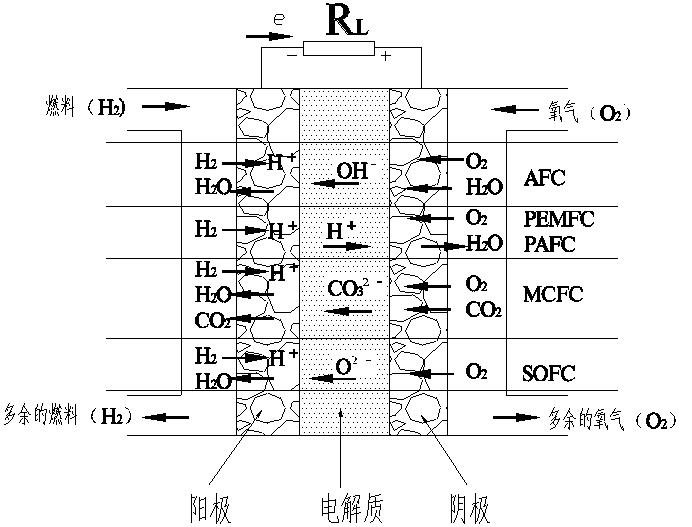 e
RL
− +
燃料（H2) 氧气（O2）
H2 H+ OH− O2
H2O H2O AFC
H2 H+ H+ O2 PEMFC
H2O PAFC
H2 H+ O2
H2O CO3²⁻ MCFC
CO2 CO2
H2 H+ O²⁻ O2 SOFC
H2O
多余的燃料（H2） 多余的氧气（O2）
阳极 电解质 阴极